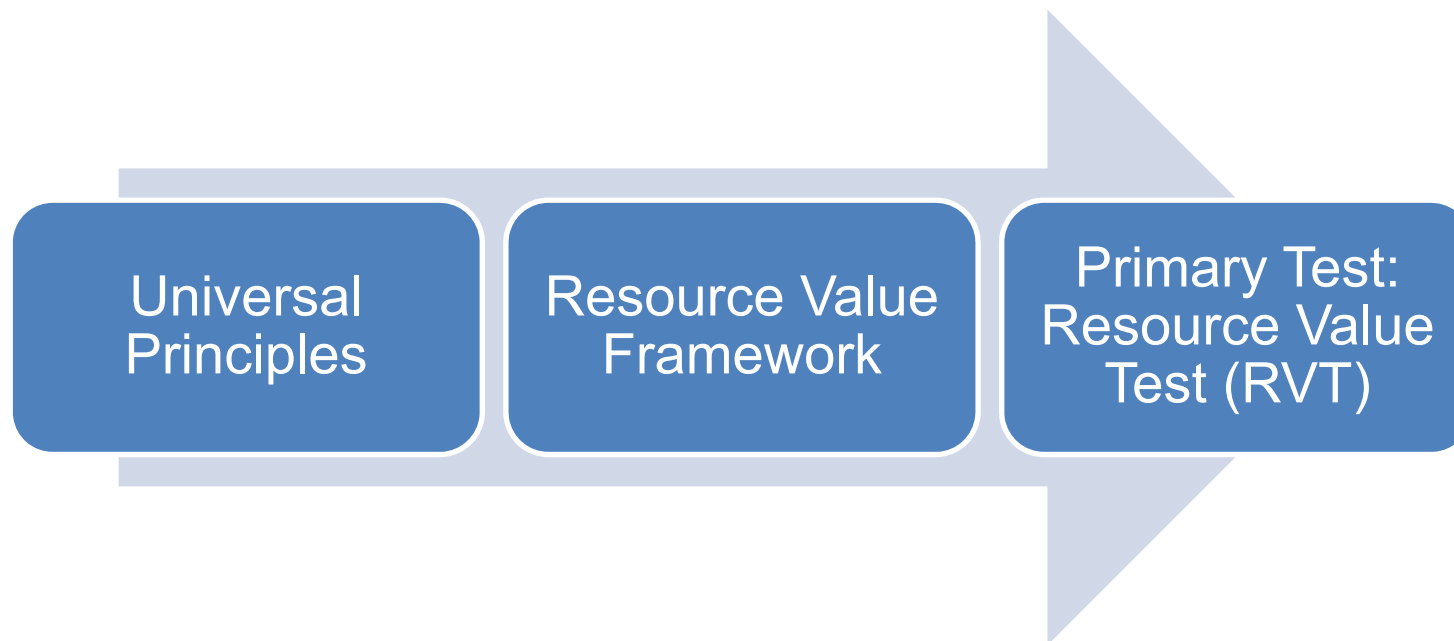 Universal
Principles
Resource Value
Framework
Primary Test:
Resource Value
Test (RVT)